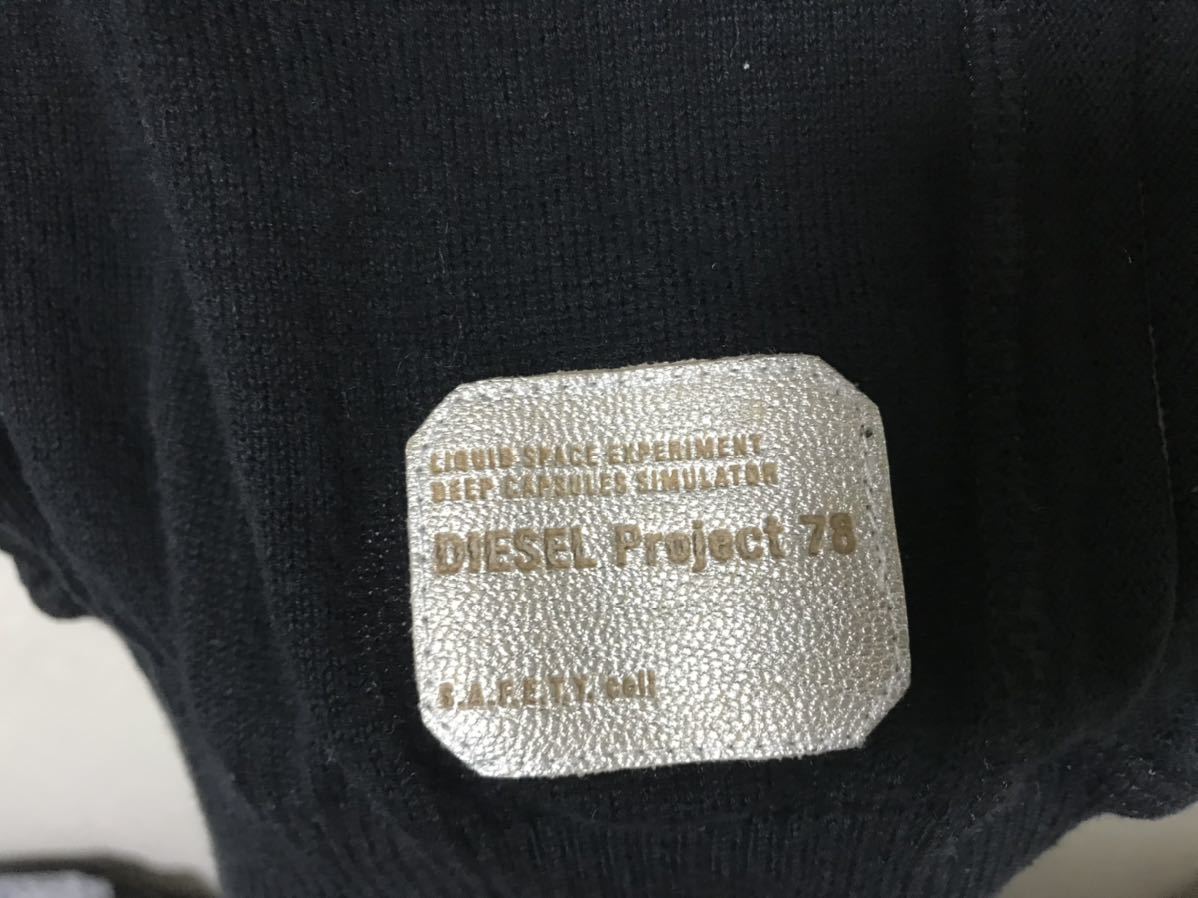 LIQUID SPACE EXPERIMENT
DEEP CAPSULES SIMULATOR
DIESEL Project 78
S.A.F.E.T.Y. cell